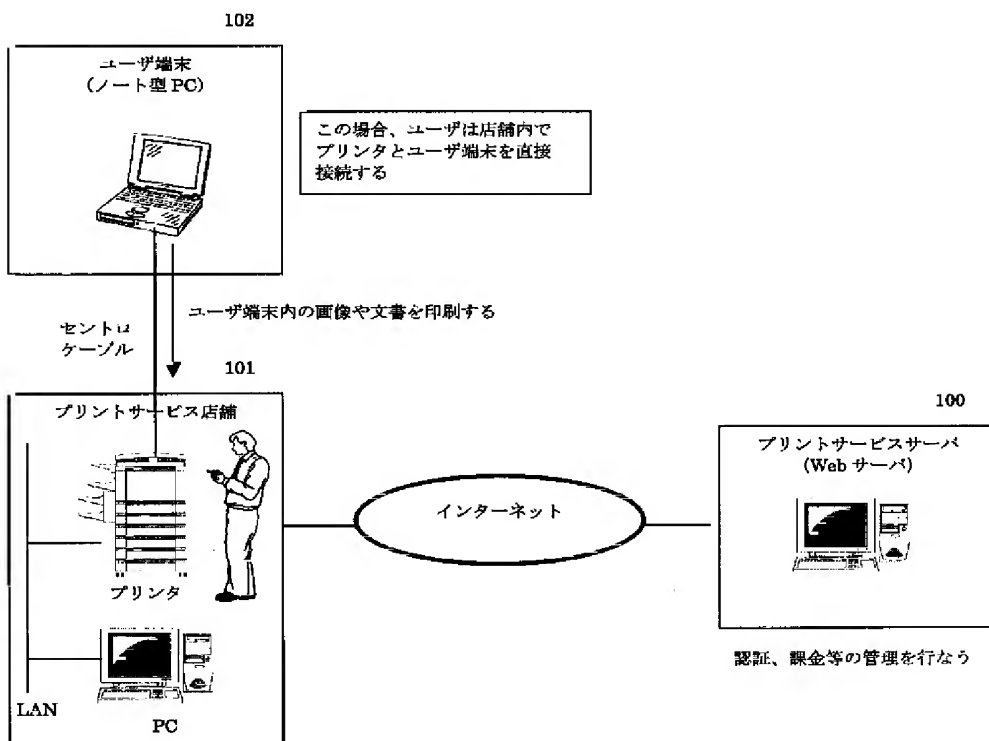 102
ユーザ端末
(ノート型 PC)
この場合、ユーザは店舗内で
プリンタとユーザ端末を直接
接続する
ユーザ端末内の画像や文書を印刷する
セントロ
ケーブル
101
プリントサービス店舗
プリンタ
LAN
PC
インターネット
100
プリントサービスサーバ
(Web サーバ)
認証、課金等の管理を行なう